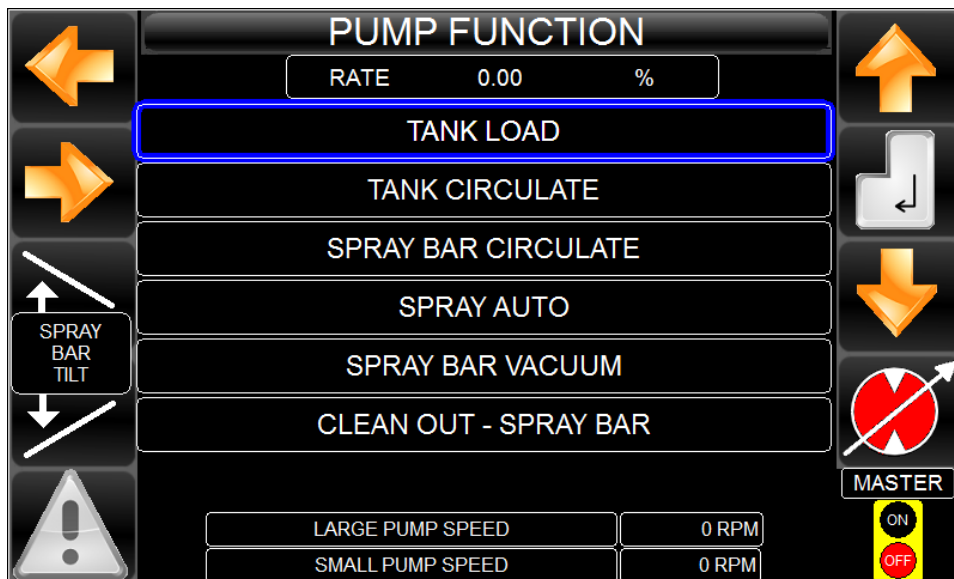 PUMP FUNCTION
RATE 0.00 %
TANK LOAD
TANK CIRCULATE
SPRAY BAR CIRCULATE
SPRAY AUTO
SPRAY BAR VACUUM
CLEAN OUT - SPRAY BAR
SPRAY
BAR
TILT
LARGE PUMP SPEED 0 RPM
SMALL PUMP SPEED 0 RPM
MASTER
ON
OFF